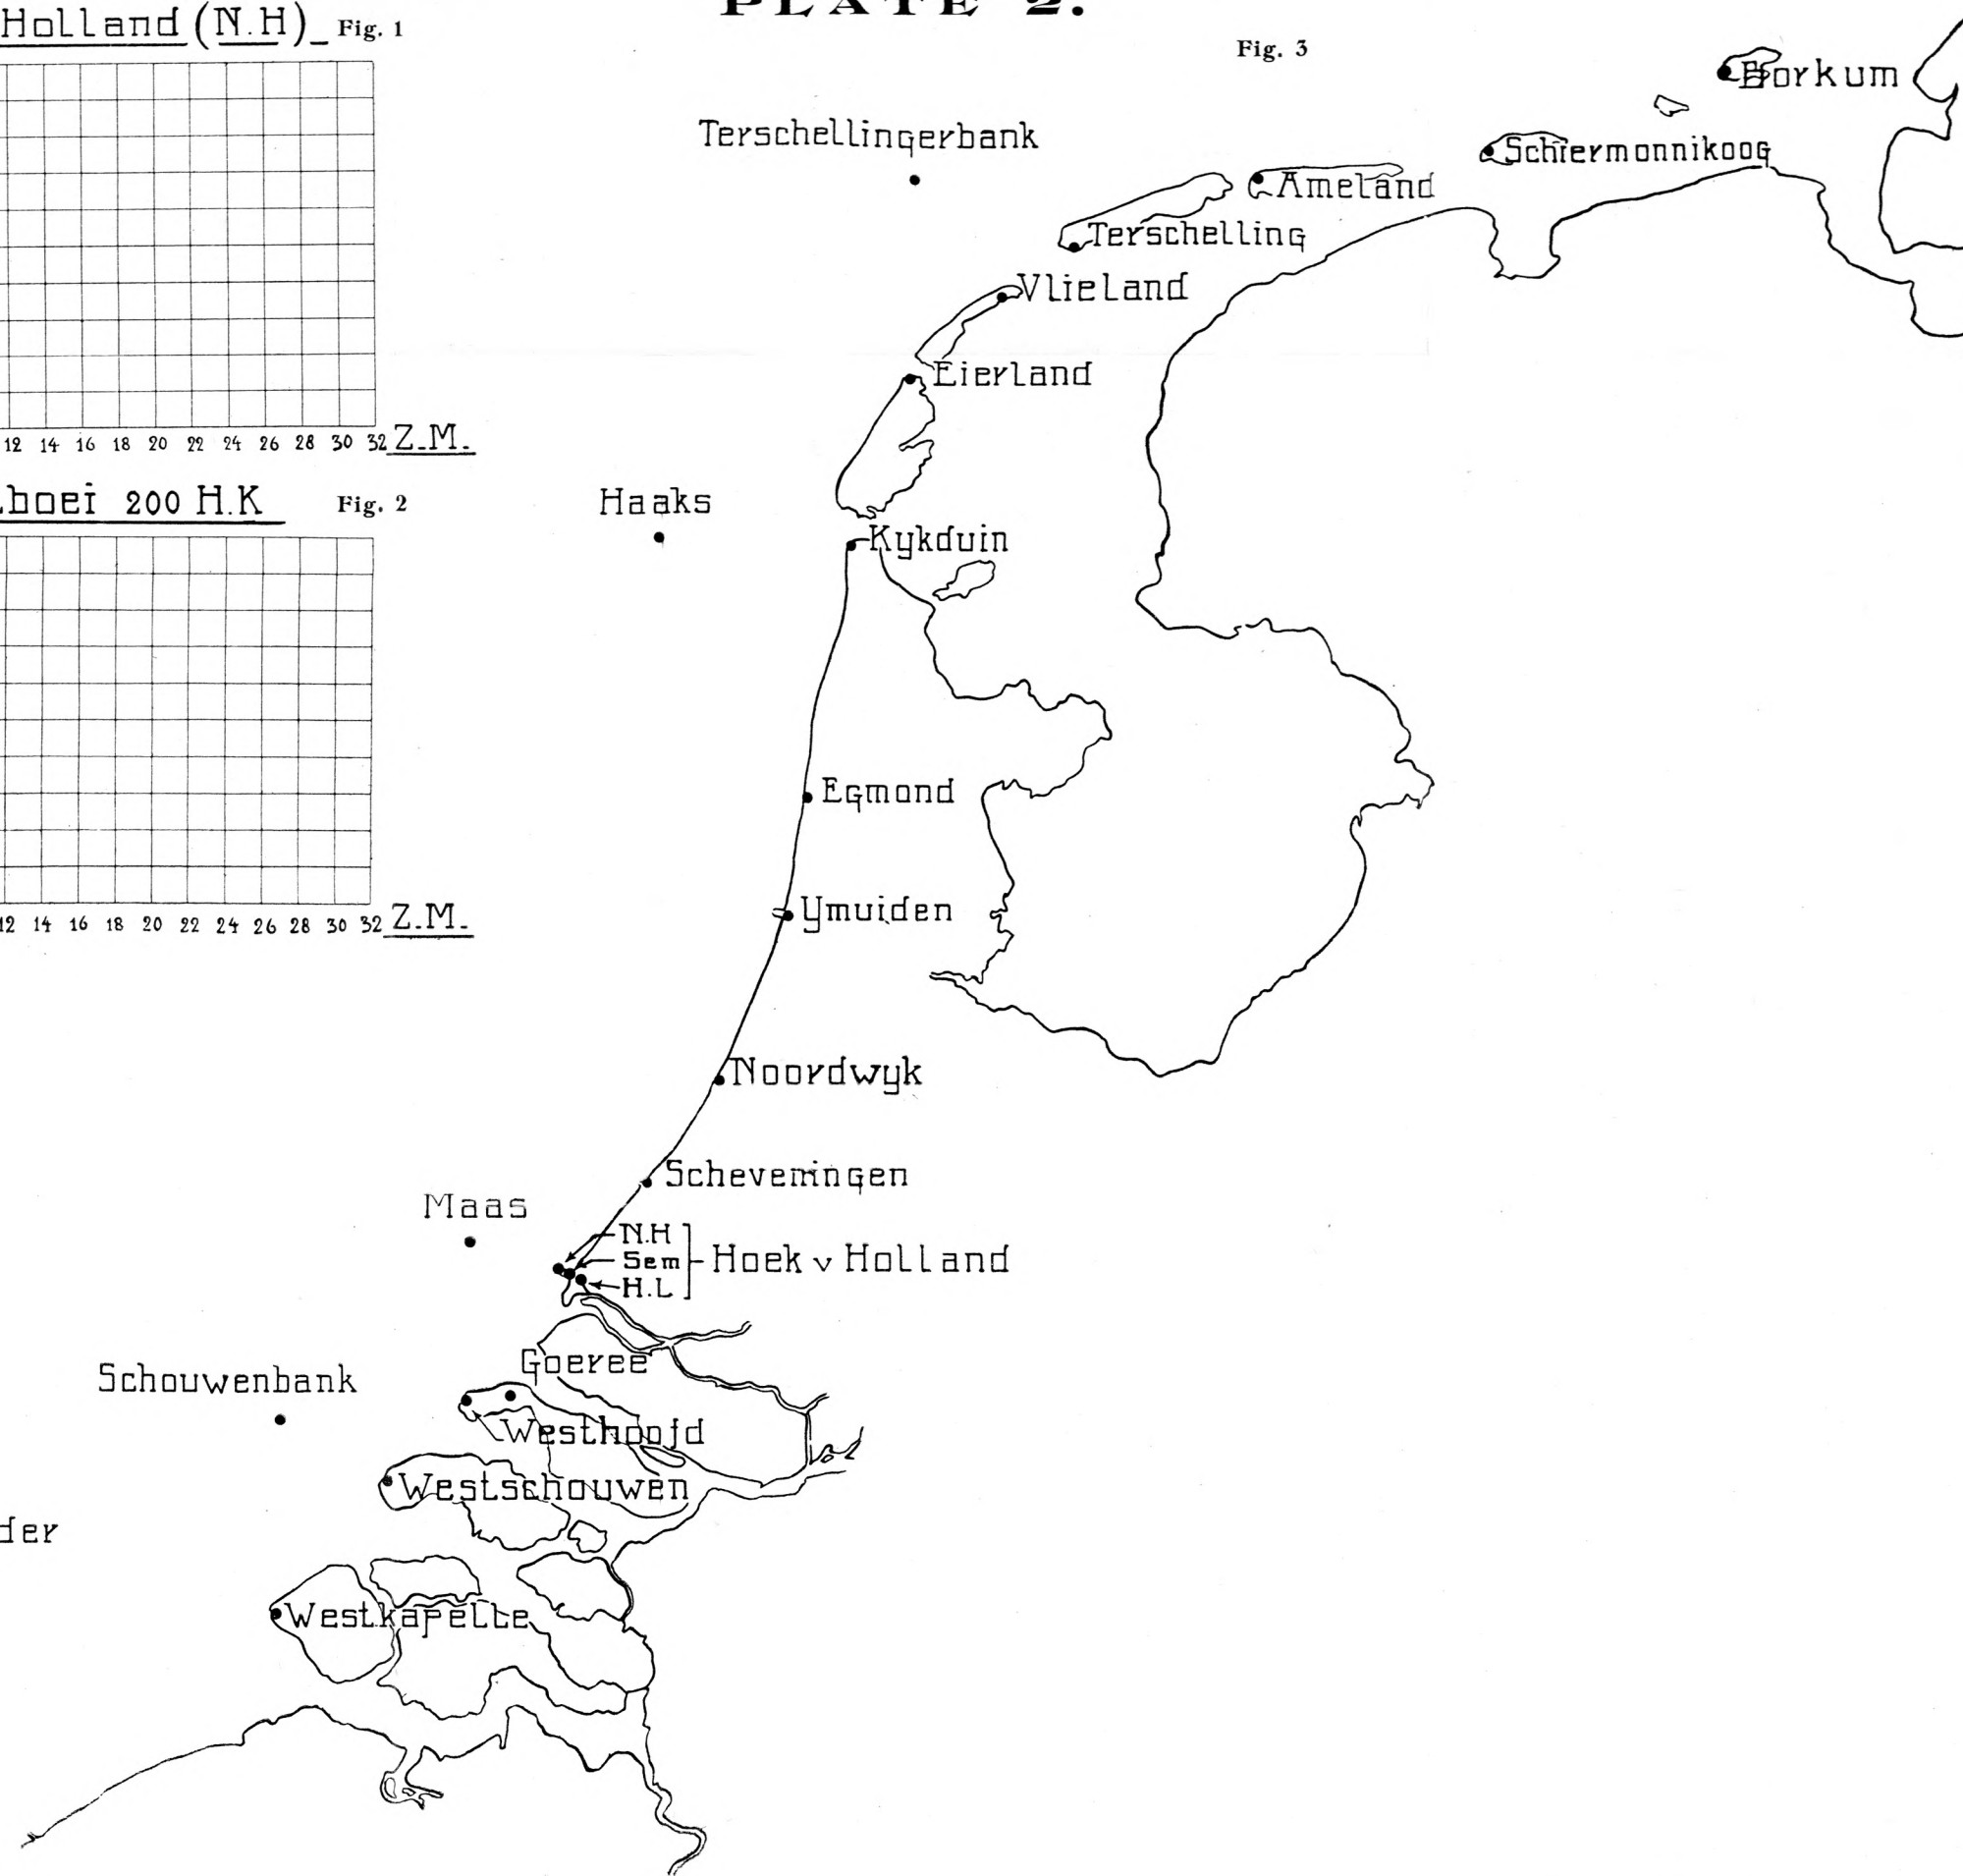 PLATE 2.
Holland (N.H)
Fig. 1
12 14 16 18 20 22 24 26 28 30 32 Z.M.
boei 200 H.K
Fig. 2
12 14 16 18 20 22 24 26 28 30 32 Z.M.
Fig. 3
Borkum
Terschellingerbank
Schiermonnikoog
Ameland
Terschelling
Vlieland
Eierland
Haaks
Kykduin
Egmond
Ymuiden
Noordwyk
Scheveningen
Maas
N.H
Sem
H.L
Hoek v Holland
Goeree
Schouwenbank
Westhoofd
Westschouwen
der
Westkapelle